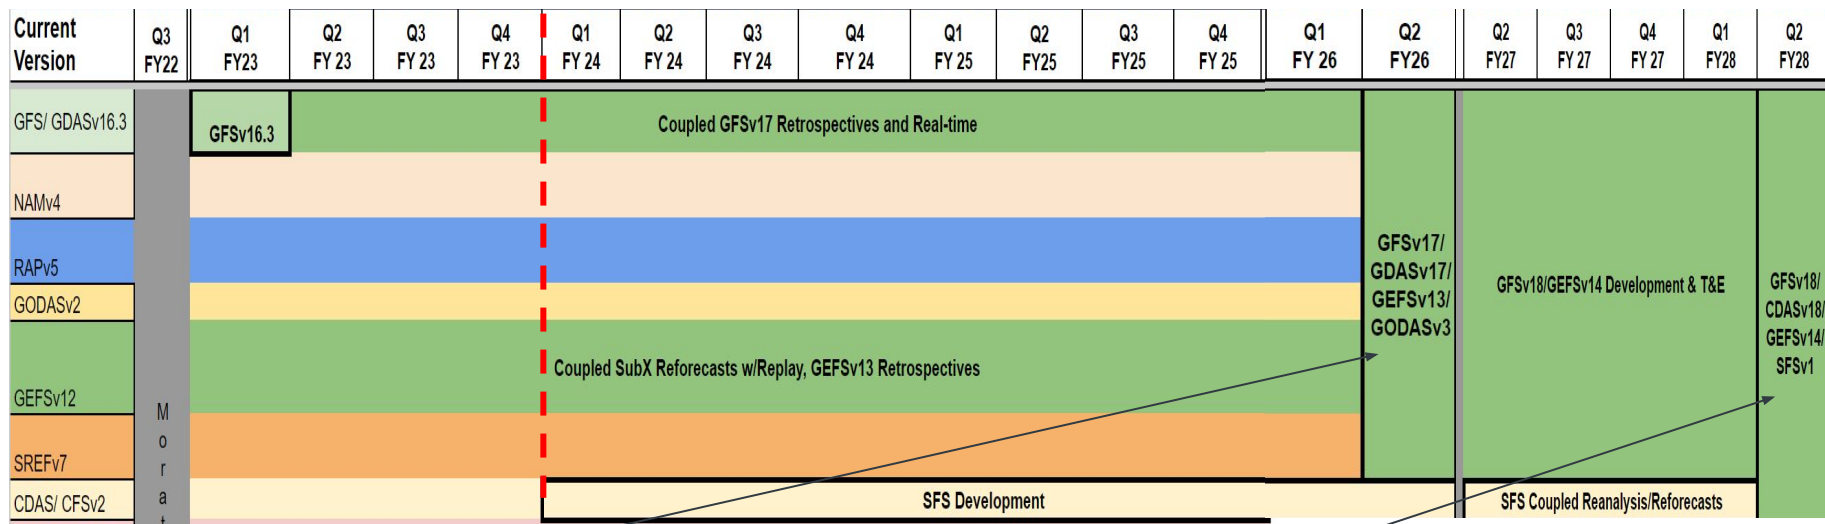 Current
Version
Q3
FY22
Q1
FY23
Q2
FY 23
Q3
FY 23
Q4
FY 23
Q1
FY 24
Q2
FY 24
Q3
FY 24
Q4
FY 24
Q1
FY 25
Q2
FY25
Q3
FY25
Q4
FY 25
Q1
FY 26
Q2
FY26
Q2
FY27
Q3
FY 27
Q4
FY 27
Q1
FY28
Q2
FY28
GFS/ GDASv16.3
GFSv16.3
Coupled GFSv17 Retrospectives and Real-time
NAMv4
RAPv5
GODASv2
GEFSv12
Coupled SubX Reforecasts w/Replay, GEFSv13 Retrospectives
SREFv7
CDAS/ CFSv2
M
o
r
a
t
SFS Development
GFSv17/
GDASv17/
GEFSv13/
GODASv3
GFSv18/GEFSv14 Development & T&E
SFS Coupled Reanalysis/Reforecasts
GFSv18/
CDASv18/
GEFSv14/
SFSv1